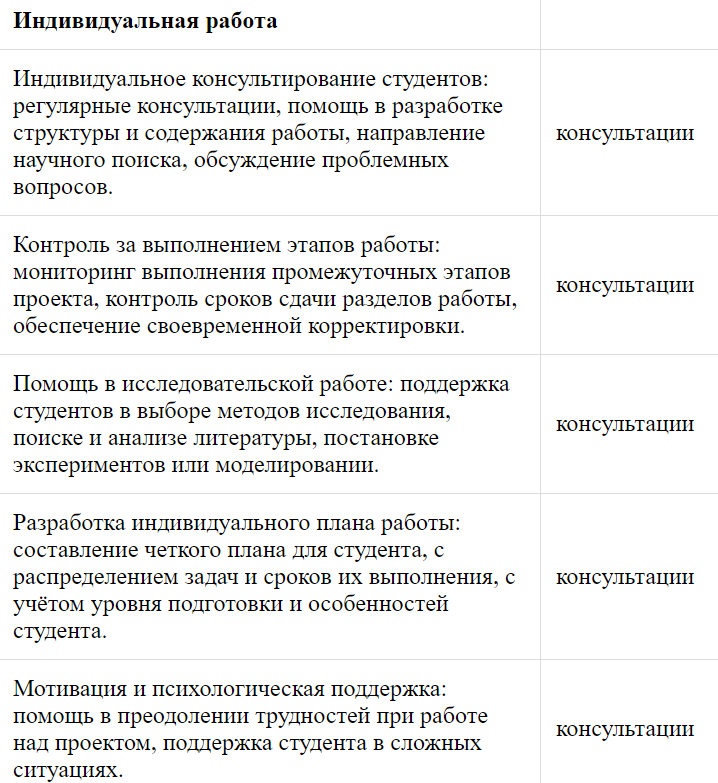 Индивидуальная работа
Индивидуальное консультирование студентов:
регулярные консультации, помощь в разработке
структуры и содержания работы, направление
научного поиска, обсуждение проблемных
вопросов.
консультации
Контроль за выполнением этапов работы:
мониторинг выполнения промежуточных этапов
проекта, контроль сроков сдачи разделов работы,
обеспечение своевременной корректировки.
консультации
Помощь в исследовательской работе: поддержка
студентов в выборе методов исследования,
поиске и анализе литературы, постановке
экспериментов или моделировании.
консультации
Разработка индивидуального плана работы:
составление четкого плана для студента, с
распределением задач и сроков их выполнения, с
учётом уровня подготовки и особенностей
студента.
консультации
Мотивация и психологическая поддержка:
помощь в преодолении трудностей при работе
над проектом, поддержка студента в сложных
ситуациях.
консультации